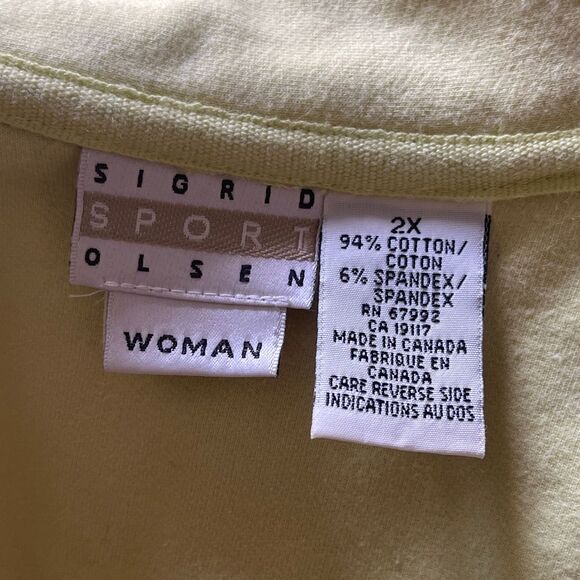 SIGRID
SPORT
OLSEN
WOMAN
2X
94% COTTON/
COTON
6% SPANDEX/
SPANDEX
RN 67992
CA 19117
MADE IN CANADA
FABRIQUE EN
CANADA
CARE REVERSE SIDE
INDICATIONS AU DOS